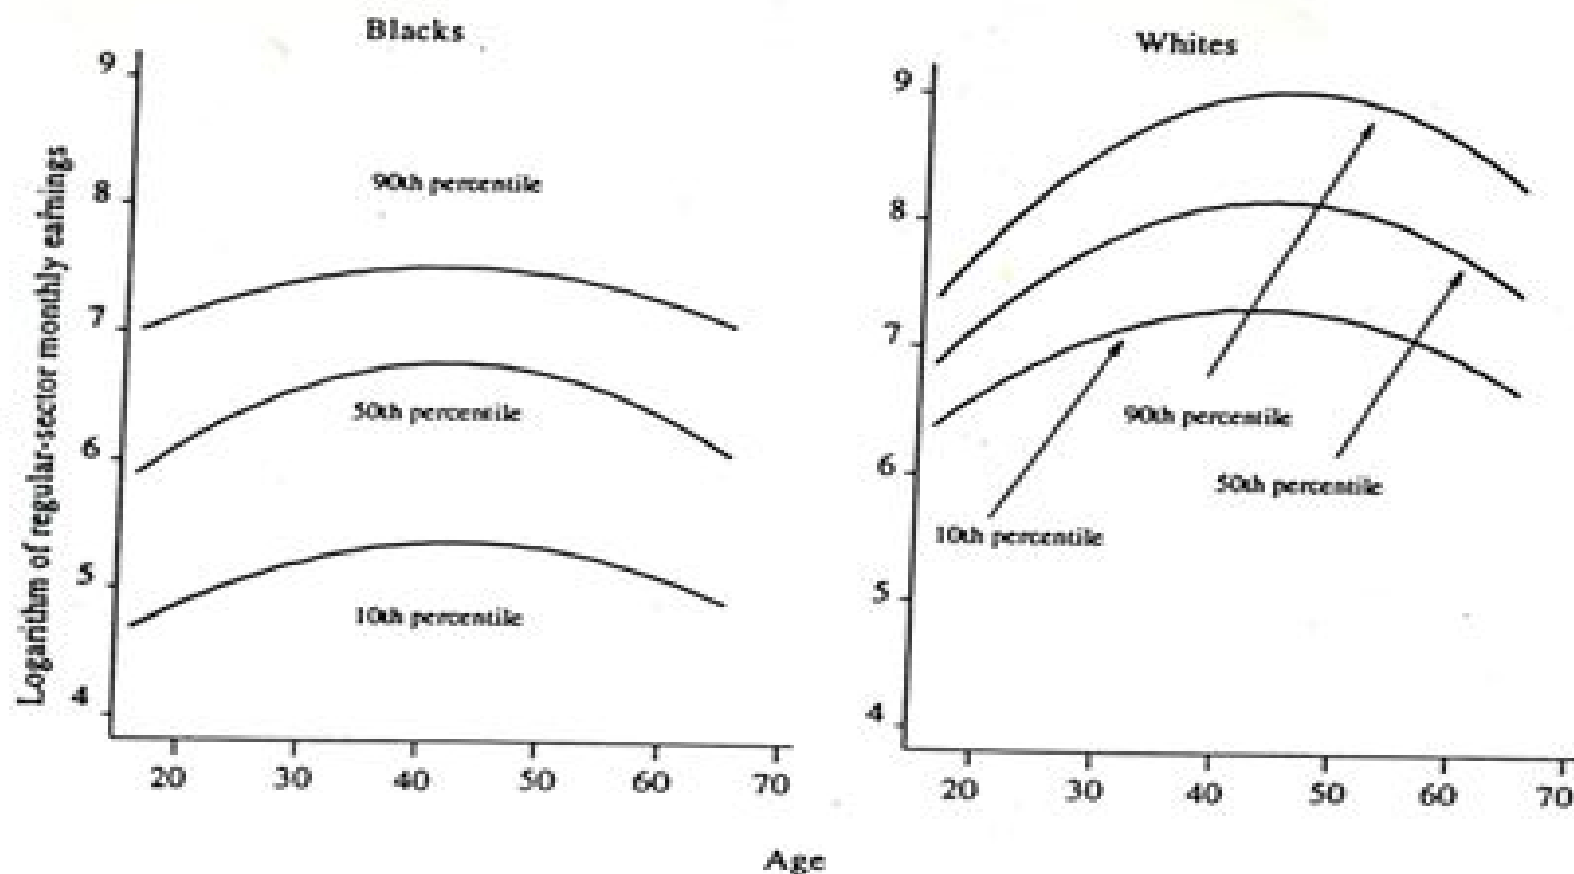 Blacks
Logarithm of regular-sector monthly earnings
9
8
7
6
5
4
90th percentile
50th percentile
10th percentile
20 30 40 50 60 70
Whites
9
8
7
6
5
4
90th percentile
50th percentile
10th percentile
20 30 40 50 60 70
Age